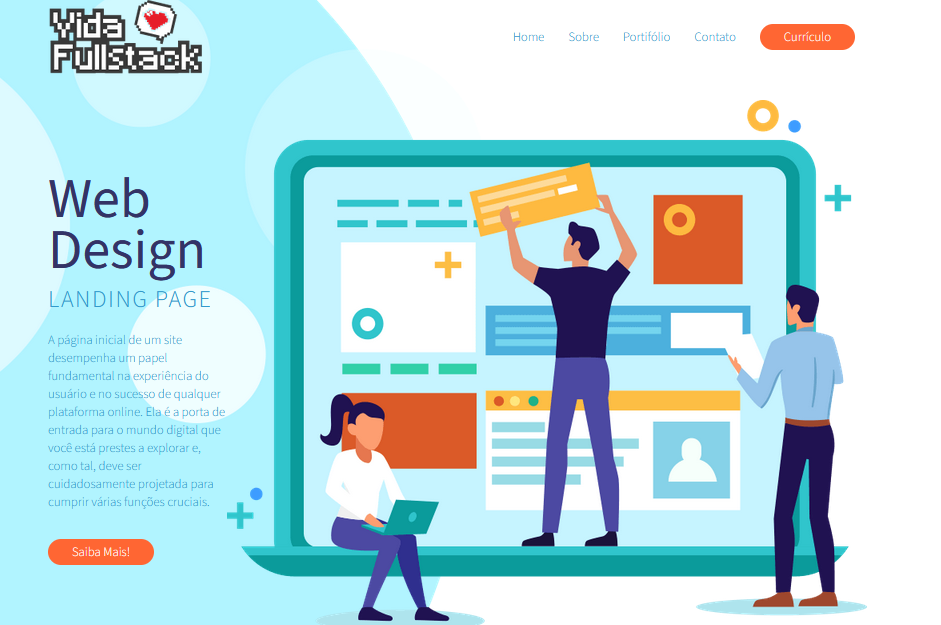 Vida
Fullstack
Home Sobre Portifólio Contato Currículo
Web
Design
LANDING PAGE
A página inicial de um site
desempenha um papel
fundamental na experiência do
usuário e no sucesso de qualquer
plataforma online. Ela é a porta de
entrada para o mundo digital que
você está prestes a explorar e,
como tal, deve ser
cuidadosamente projetada para
cumprir várias funções cruciais.
Saiba Mais!